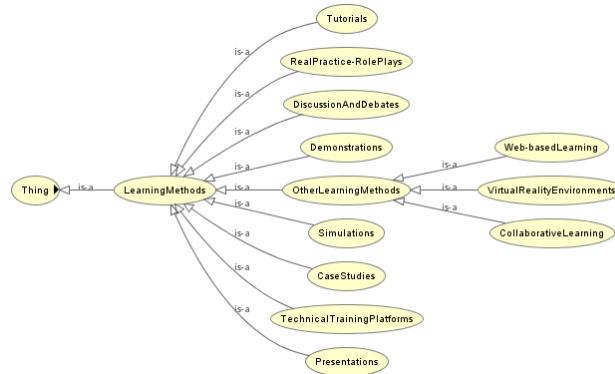 Tutorials
is-a
RealPractice-RolePlays
is-a
DiscussionAndDebates
is-a
Demonstrations
is-a
Web-basedLearning
is-a
Thing
is-a
LearningMethods
is-a
OtherLearningMethods
is-a
VirtualRealityEnvironments
is-a
Simulations
is-a
CollaborativeLearning
is-a
CaseStudies
is-a
TechnicalTrainingPlatforms
is-a
Presentations